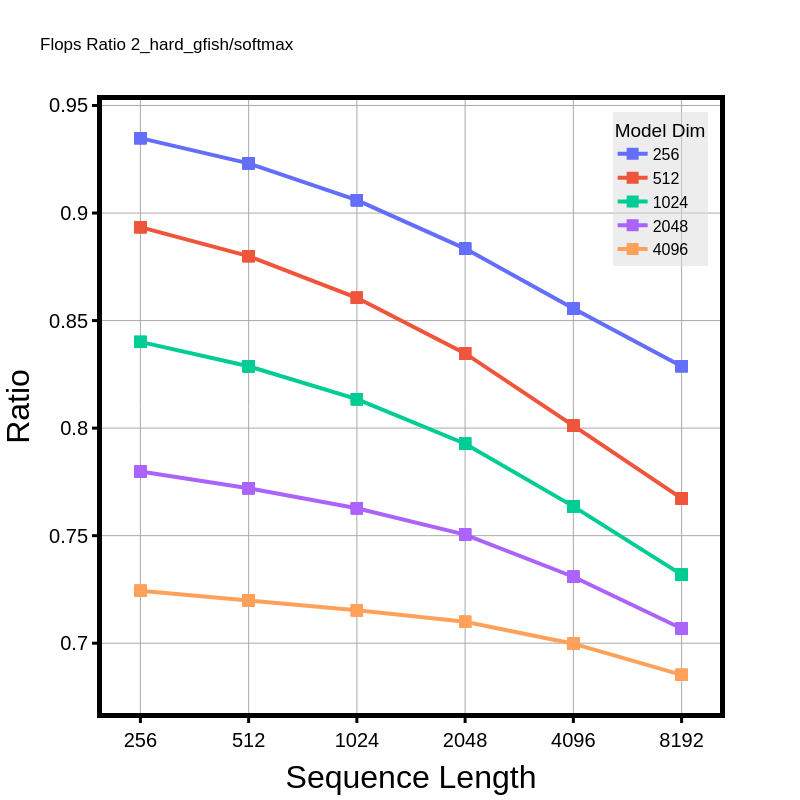 Flops Ratio 2_hard_gfish/softmax
Model Dim
256
512
1024
2048
4096
0.95
0.9
0.85
0.8
0.75
0.7
Ratio
256 512 1024 2048 4096 8192
Sequence Length